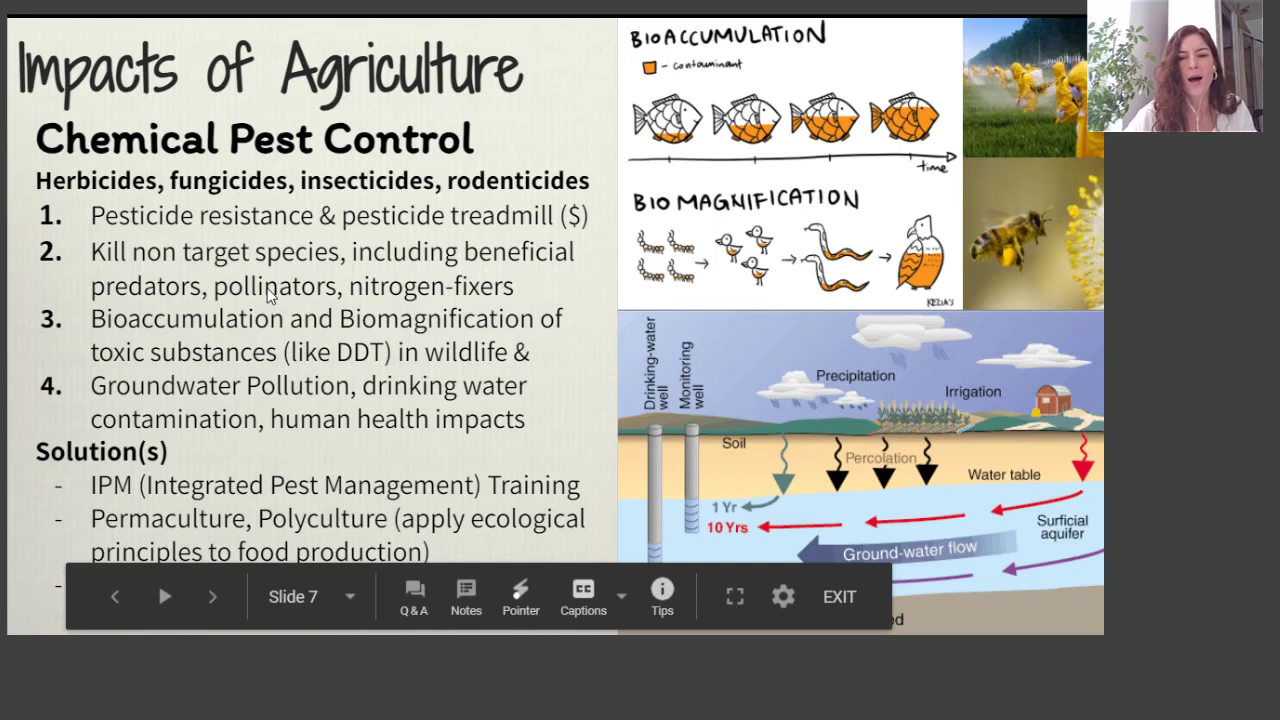 Impacts of Agriculture
Chemical Pest Control
Herbicides, fungicides, insecticides, rodenticides
1. Pesticide resistance & pesticide treadmill ($)
2. Kill non target species, including beneficial
predators, pollinators, nitrogen-fixers
3. Bioaccumulation and Biomagnification of
toxic substances (like DDT) in wildlife &
4. Groundwater Pollution, drinking water
contamination, human health impacts
Solution(s)
- IPM (Integrated Pest Management) Training
- Permaculture, Polyculture (apply ecological
principles to food production)
-
BIOACCUMULATION
- contaminant
time
BIOMAGNIFICATION
KEZIA'S
Drinking-water
well
Monitoring
well
Precipitation
Irrigation
Soil
Percolation
Water table
1 Yr
10 Yrs
Surficial
aquifer
Ground-water flow
Slide 7
Q & A
Notes
Pointer
Captions
Tips
EXIT